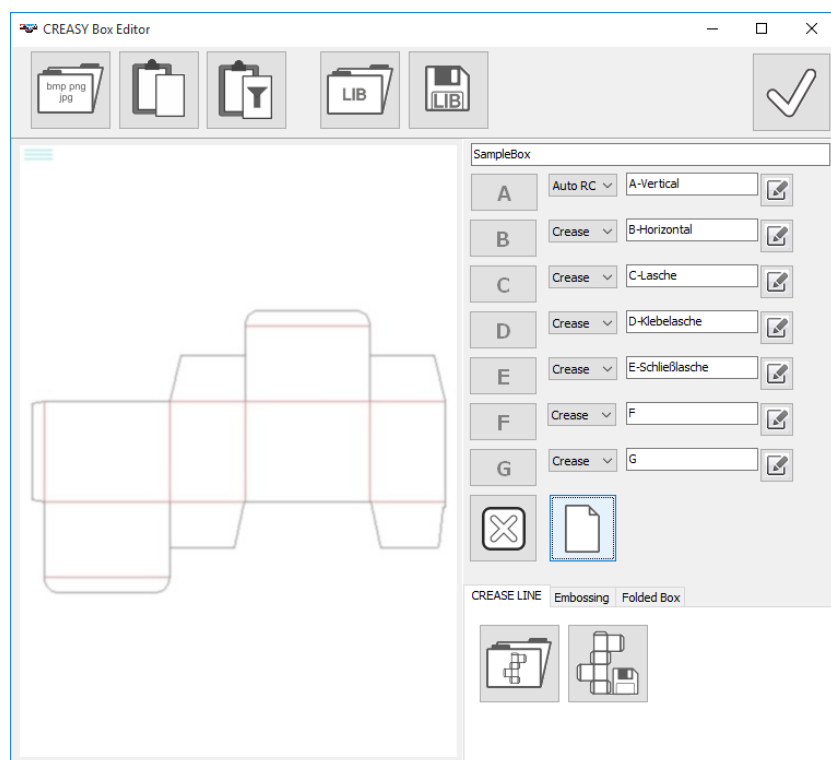 CREASY Box Editor
bmp png
jpg
LIB
LIB
SampleBox
A
Auto RC
A-Vertical
B
Crease
B-Horizontal
C
Crease
C-Lasche
D
Crease
D-Klebelasche
E
Crease
E-Schließlasche
F
Crease
F
G
Crease
G
CREASE LINE
Embossing
Folded Box